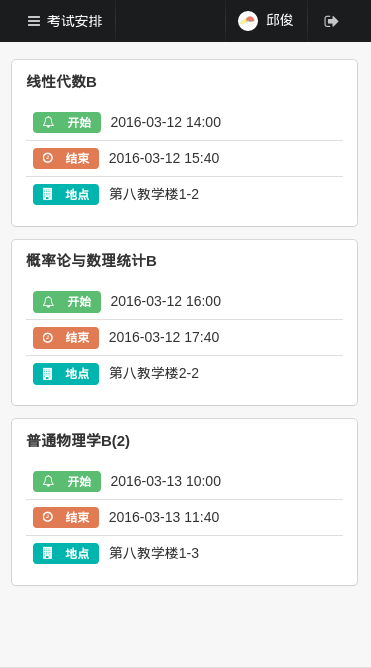 考试安排 邱俊
线性代数B
开始 2016-03-12 14:00
结束 2016-03-12 15:40
地点 第八教学楼1-2
概率论与数理统计B
开始 2016-03-12 16:00
结束 2016-03-12 17:40
地点 第八教学楼2-2
普通物理学B(2)
开始 2016-03-13 10:00
结束 2016-03-13 11:40
地点 第八教学楼1-3